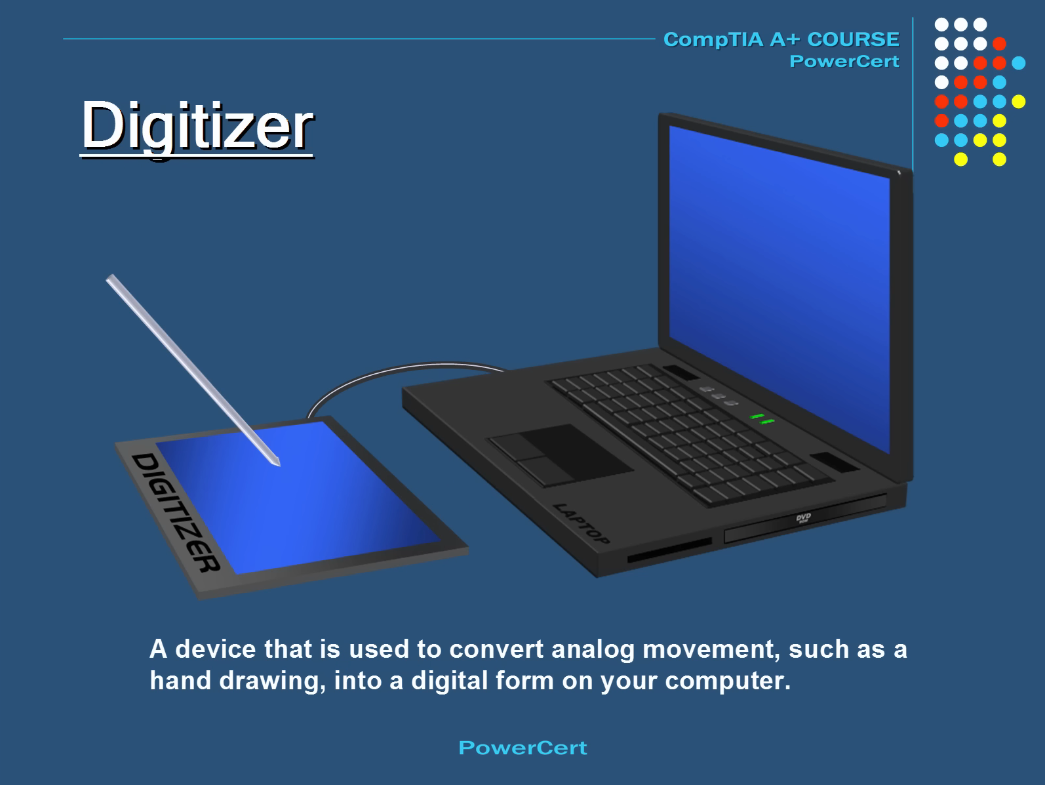 CompTIA A+ COURSE
PowerCert
Digitizer
DIGITIZER
LAPTOP
DVD
A device that is used to convert analog movement, such as a
hand drawing, into a digital form on your computer.
PowerCert